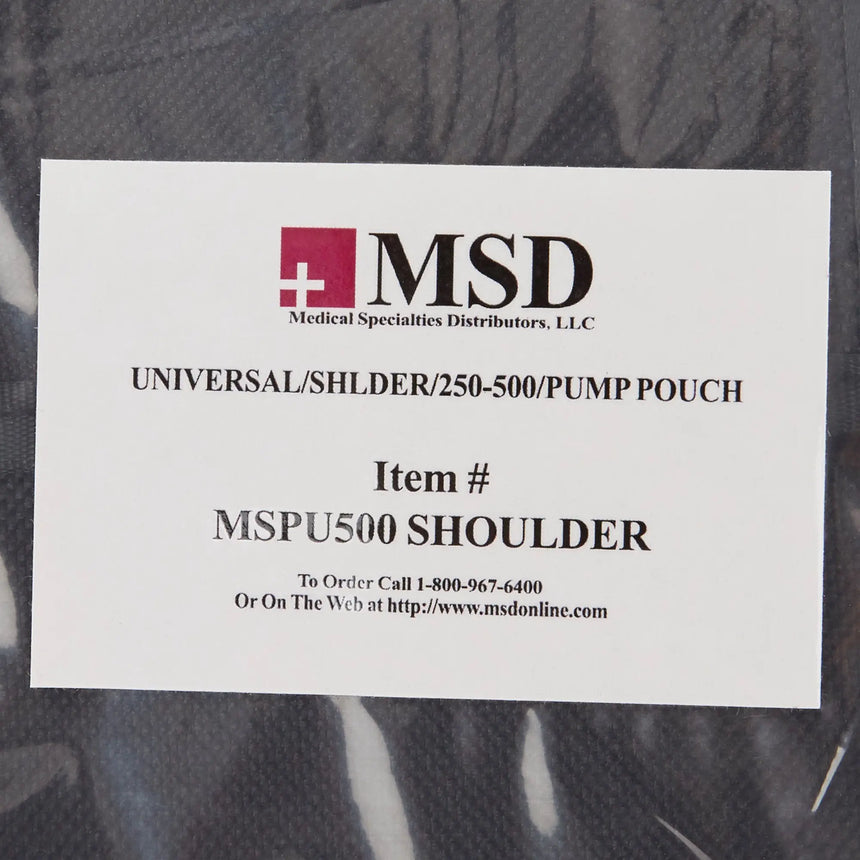 MSD
Medical Specialties Distributors, LLC
UNIVERSAL/SHLDER/250-500/PUMP POUCH
Item #
MSPU500 SHOULDER
To Order Call 1-800-967-6400
Or On The Web at http://www.msdonline.com